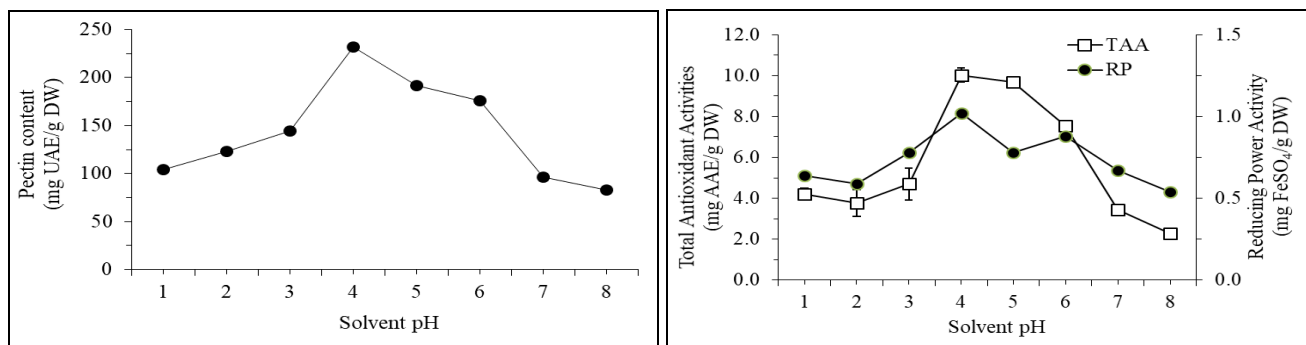 Pectin content
(mg UAE/g DW)
250
200
150
100
50
0
1 2 3 4 5 6 7 8
Solvent pH
Total Antioxidant Activities
(mg AAE/g DW)
12.0
10.0
8.0
6.0
4.0
2.0
0.0
TAA
RP
1.5
1.0
0.5
0.0
Reducing Power Activity
(mg FeSO₄/g DW)
1 2 3 4 5 6 7 8
Solvent pH